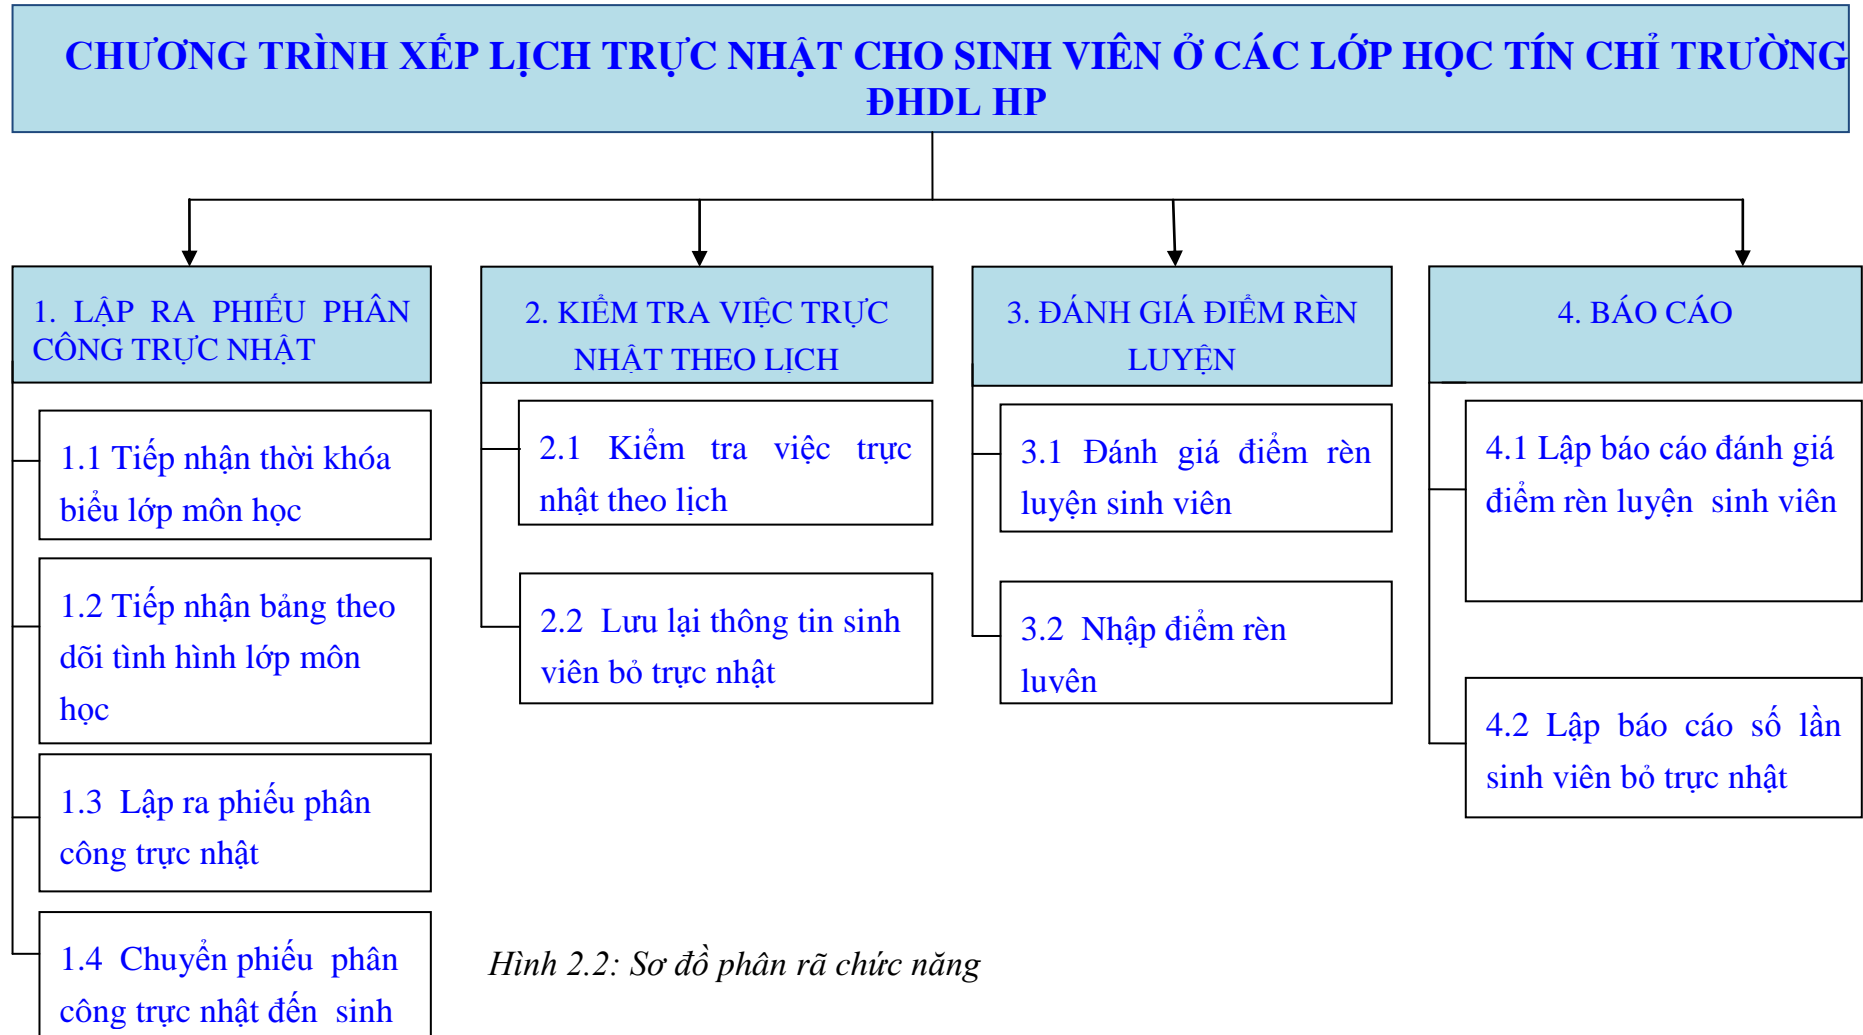 CHƯƠNG TRÌNH XẾP LỊCH TRỰC NHẬT CHO SINH VIÊN Ở CÁC LỚP HỌC TÍN CHỈ TRƯỜNG
ĐHDL HP
1. LẬP RA PHIẾU PHÂN
CÔNG TRỰC NHẬT
1.1 Tiếp nhận thời khóa
biểu lớp môn học
1.2 Tiếp nhận bảng theo
dõi tình hình lớp môn
học
1.3 Lập ra phiếu phân
công trực nhật
1.4 Chuyển phiếu phân
công trực nhật đến sinh
2. KIỂM TRA VIỆC TRỰC
NHẬT THEO LỊCH
2.1 Kiểm tra việc trực
nhật theo lịch
2.2 Lưu lại thông tin sinh
viên bỏ trực nhật
3. ĐÁNH GIÁ ĐIỂM RÈN
LUYỆN
3.1 Đánh giá điểm rèn
luyện sinh viên
3.2 Nhập điểm rèn
luyện
4. BÁO CÁO
4.1 Lập báo cáo đánh giá
điểm rèn luyện sinh viên
4.2 Lập báo cáo số lần
sinh viên bỏ trực nhật
Hình 2.2: Sơ đồ phân rã chức năng